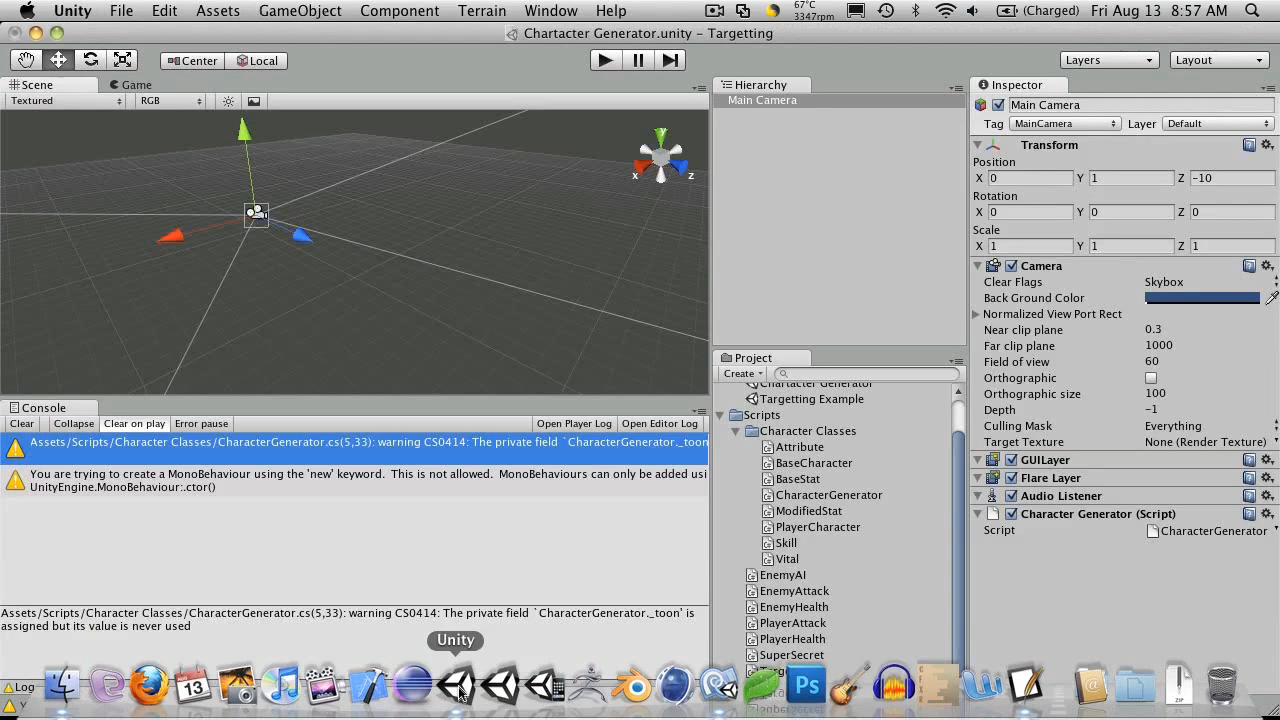 Unity File Edit Assets GameObject Component Terrain Window Help 67°C 3347rpm (Charged) Fri Aug 13 8:57 AM
Chartacter Generator.unity – Targetting
Center Local Layers Layout
Scene Game
Textured RGB
y
x z
Hierarchy
Main Camera
Inspector
Main Camera
Tag MainCamera Layer Default
Transform
Position
X 0 Y 1 Z -10
Rotation
X 0 Y 0 Z 0
Scale
X 1 Y 1 Z 1
Camera
Clear Flags Skybox
Back Ground Color
Normalized View Port Rect
Near clip plane 0.3
Far clip plane 1000
Field of view 60
Orthographic
Orthographic size 100
Depth -1
Culling Mask Everything
Target Texture None (Render Texture)
GUILayer
Flare Layer
Audio Listener
Character Generator (Script)
Script CharacterGenerator
Project
Create
Chartacter Generator
Targetting Example
Scripts
Character Classes
Attribute
BaseCharacter
BaseStat
CharacterGenerator
ModifiedStat
PlayerCharacter
Skill
Vital
EnemyAI
EnemyAttack
EnemyHealth
PlayerAttack
PlayerHealth
SuperSecret
Console
Clear Collapse Clear on play Error pause Open Player Log Open Editor Log
Assets/Scripts/Character Classes/CharacterGenerator.cs(5,33): warning CS0414: The private field `CharacterGenerator._toon
You are trying to create a MonoBehaviour using the 'new' keyword. This is not allowed. MonoBehaviours can only be added usi
UnityEngine.MonoBehaviour:.ctor()
Assets/Scripts/Character Classes/CharacterGenerator.cs(5,33): warning CS0414: The private field `CharacterGenerator._toon' is
assigned but its value is never used
Unity
Log
13
Ps
ZIP